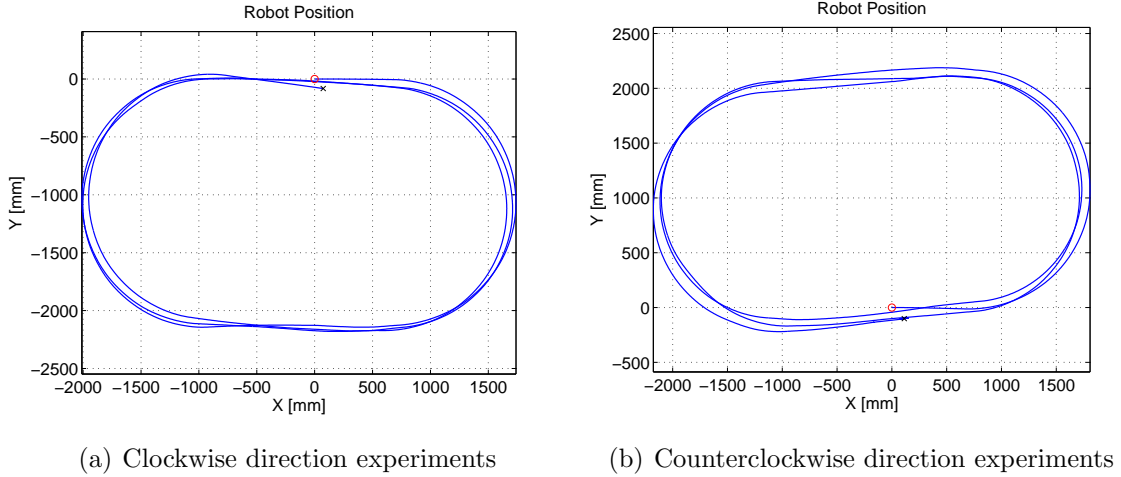 Robot Position
0
−500
−1000
−1500
−2000
−2500
Y [mm]
−2000 −1500 −1000 −500 0 500 1000 1500
X [mm]
(a) Clockwise direction experiments
Robot Position
2500
2000
1500
1000
500
0
−500
Y [mm]
−2000 −1500 −1000 −500 0 500 1000 1500
X [mm]
(b) Counterclockwise direction experiments